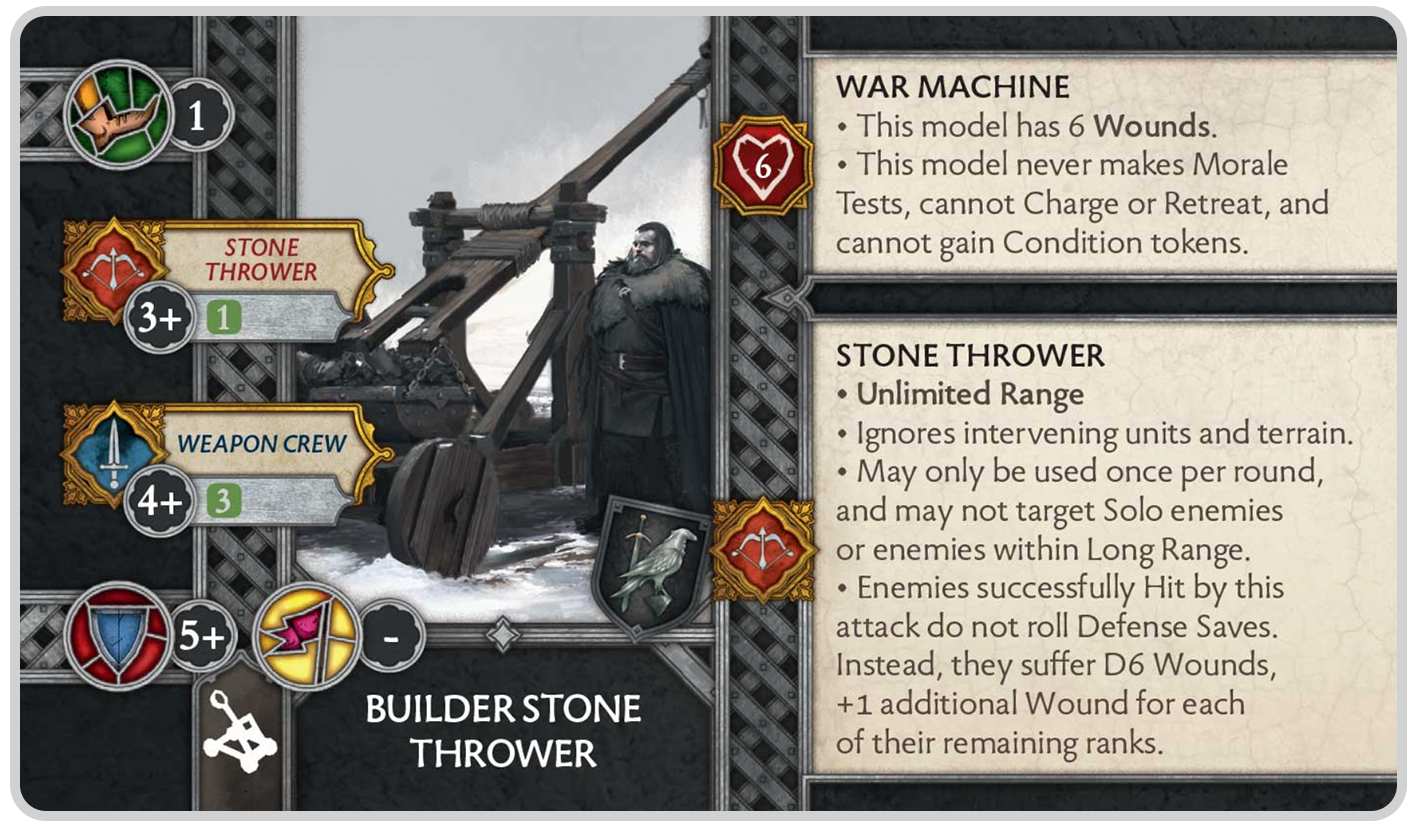 1
STONE
THROWER
3+
1
WEAPON CREW
4+
3
5+
-
BUILDER STONE
THROWER
6
WAR MACHINE
• This model has 6 Wounds.
• This model never makes Morale
Tests, cannot Charge or Retreat, and
cannot gain Condition tokens.
STONE THROWER
• Unlimited Range
• Ignores intervening units and terrain.
• May only be used once per round,
and may not target Solo enemies
or enemies within Long Range.
• Enemies successfully Hit by this
attack do not roll Defense Saves.
Instead, they suffer D6 Wounds,
+1 additional Wound for each
of their remaining ranks.